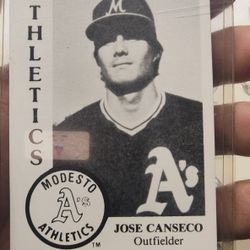 THLETICS
M
A's
MODESTO
A's
ATHLETICS
TM
JOSE CANSECO
Outfielder